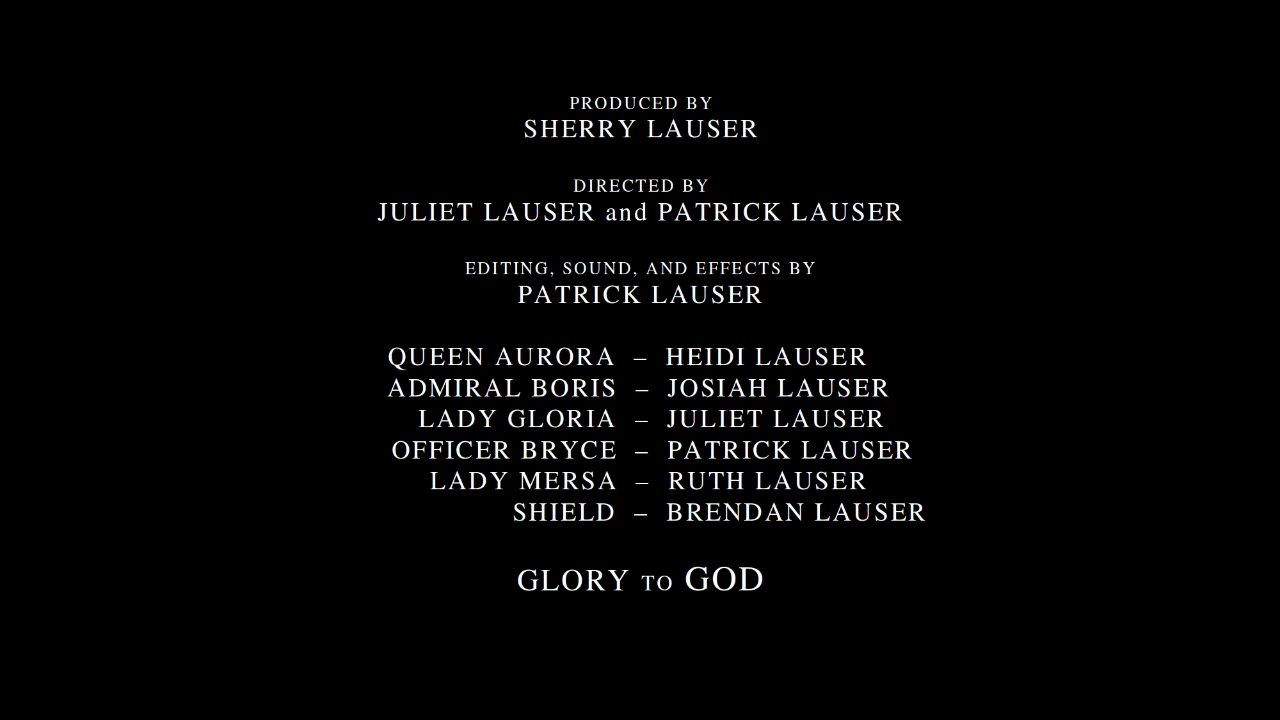 PRODUCED BY
SHERRY LAUSER
DIRECTED BY
JULIET LAUSER and PATRICK LAUSER
EDITING, SOUND, AND EFFECTS BY
PATRICK LAUSER
QUEEN AURORA – HEIDI LAUSER
ADMIRAL BORIS – JOSIAH LAUSER
LADY GLORIA – JULIET LAUSER
OFFICER BRYCE – PATRICK LAUSER
LADY MERSA – RUTH LAUSER
SHIELD – BRENDAN LAUSER
GLORY TO GOD